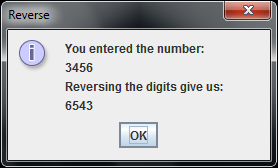 Reverse
You entered the number:
3456
Reversing the digits give us:
6543
OK